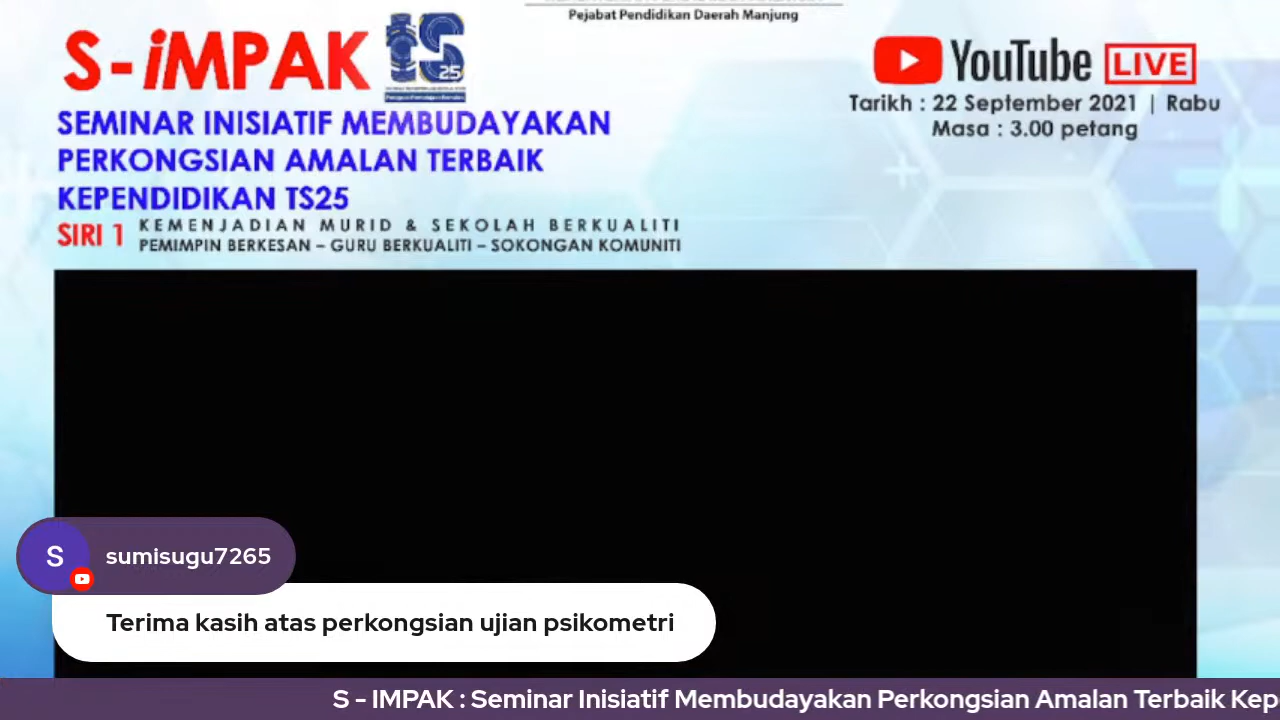 Pejabat Pendidikan Daerah Manjung
S-iMPAK TS 25
YouTube LIVE
Tarikh : 22 September 2021 | Rabu
Masa : 3.00 petang
SEMINAR INISIATIF MEMBUDAYAKAN
PERKONGSIAN AMALAN TERBAIK
KEPENDIDIKAN TS25
SIRI 1
KEMENJADIAN MURID & SEKOLAH BERKUALITI
PEMIMPIN BERKESAN – GURU BERKUALITI – SOKONGAN KOMUNITI
S
sumisugu7265
Terima kasih atas perkongsian ujian psikometri
S - IMPAK : Seminar Inisiatif Membudayakan Perkongsian Amalan Terbaik Kep